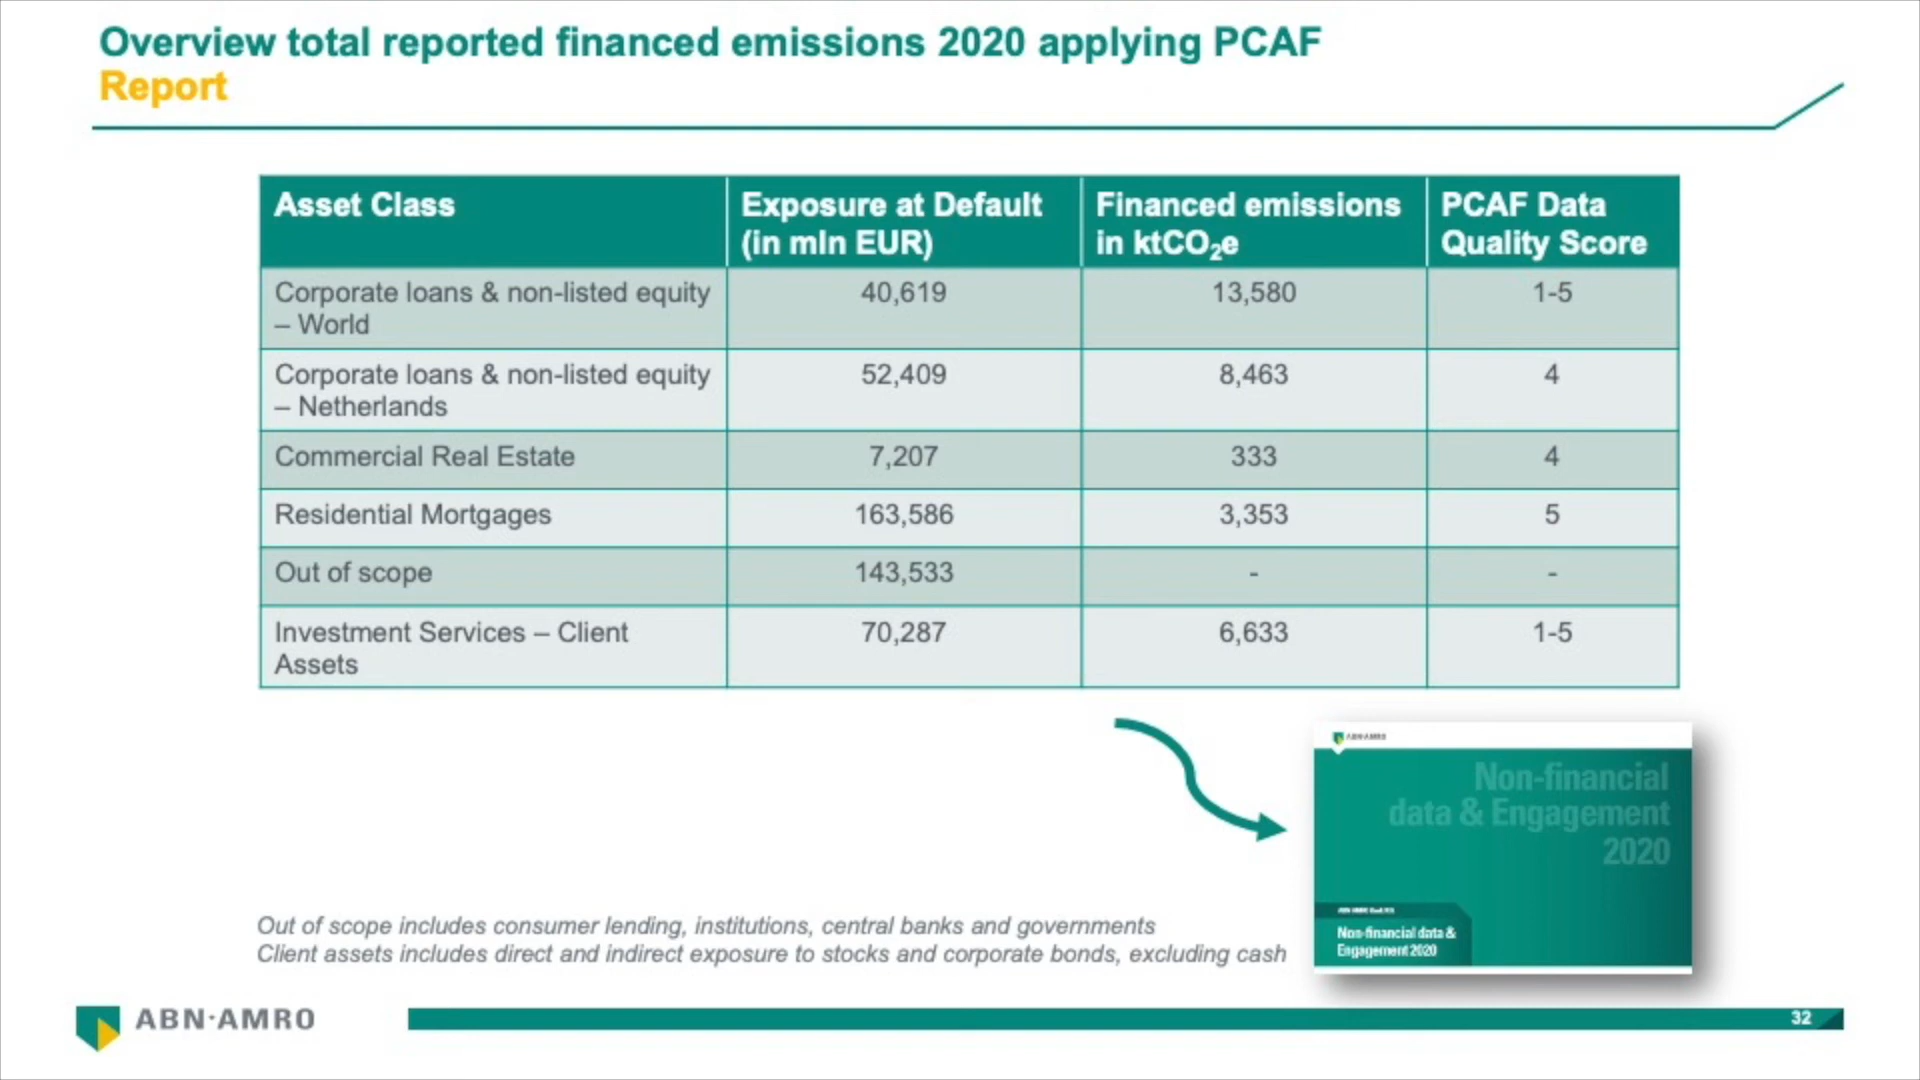 Overview total reported financed emissions 2020 applying PCAF
Report
Asset Class
Exposure at Default
(in mln EUR)
Financed emissions
in ktCO₂e
PCAF Data
Quality Score
Corporate loans & non-listed equity
– World
40,619
13,580
1-5
Corporate loans & non-listed equity
– Netherlands
52,409
8,463
4
Commercial Real Estate
7,207
333
4
Residential Mortgages
163,586
3,353
5
Out of scope
143,533
-
-
Investment Services – Client
Assets
70,287
6,633
1-5
ABN·AMRO
Non-financial
data & Engagement
2020
Non-financial data &
Engagement 2020
Out of scope includes consumer lending, institutions, central banks and governments
Client assets includes direct and indirect exposure to stocks and corporate bonds, excluding cash
ABN·AMRO
32